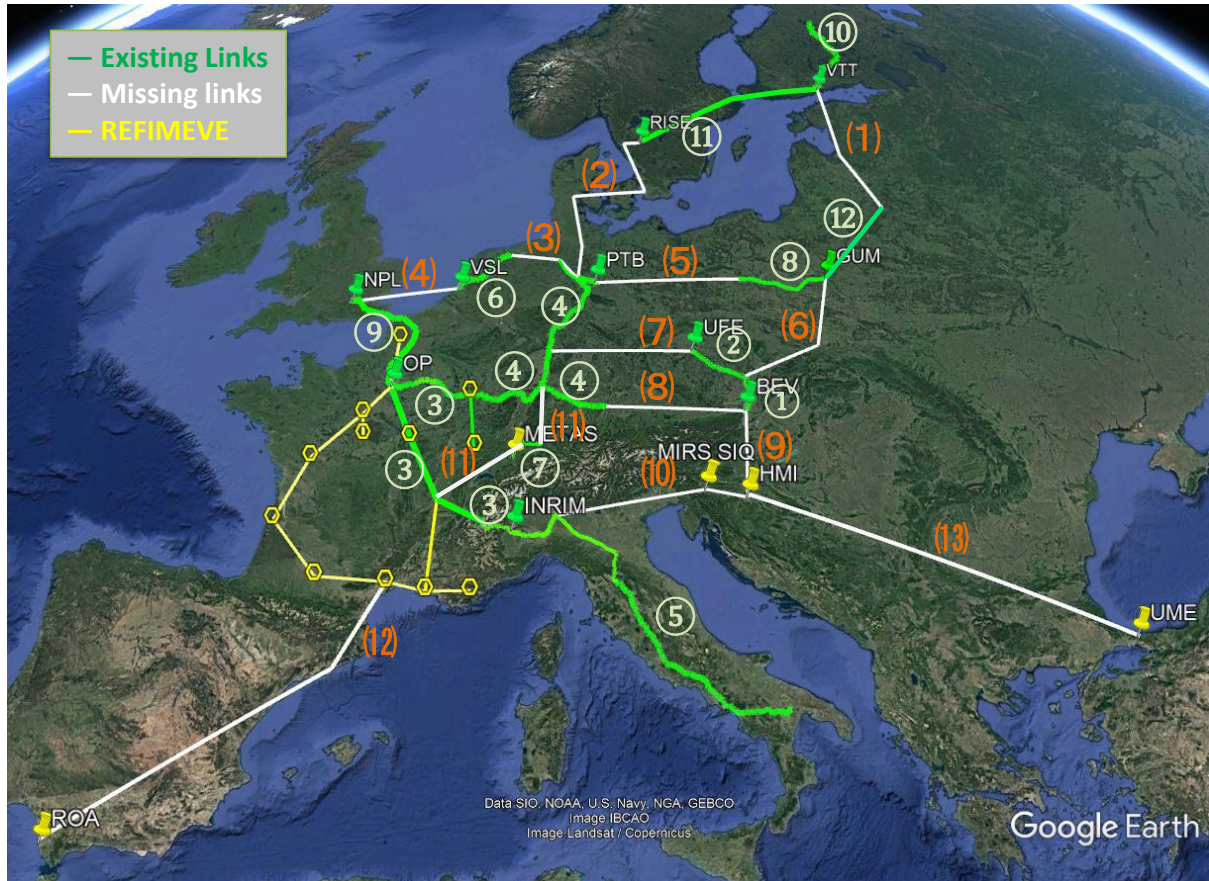 — Existing Links
— Missing links
— REFIMEVE
⑩
VTT
RISE
⑪
(1)
(2)
⑫
(3)
GUM
PTB
(5)
⑧
VSL
(4)
NPL
⑥
④
⑨
(7)
UFE
②
(6)
OP
④
④
(8)
BEV
①
③
(11)
METAS
(11)
⑦
MIRS SIQ
(9)
HMI
(10)
③
③
INRIM
(13)
⑤
UME
(12)
ROA
Data SIO, NOAA, U.S. Navy, NGA, GEBCO
Image IBCAO
Image Landsat / Copernicus
Google Earth